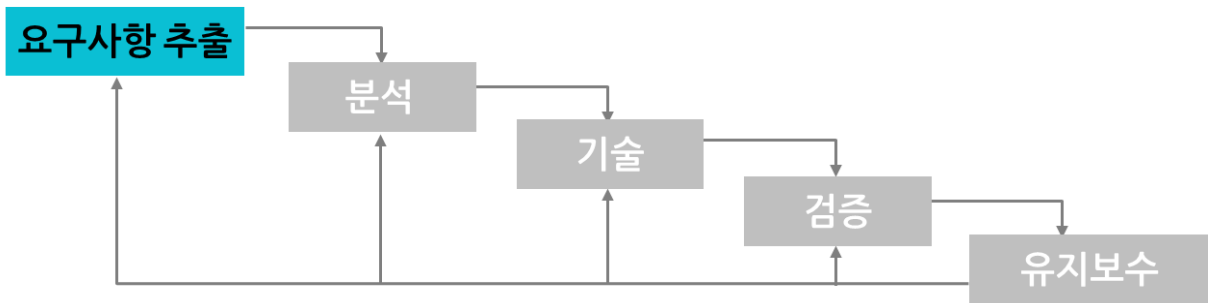 요구사항 추출
분석
기술
검증
유지보수